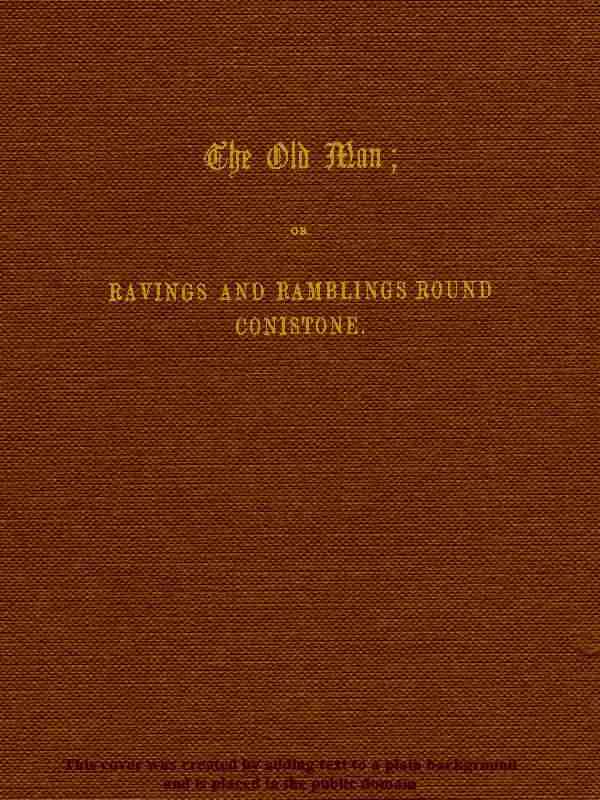 The Old Man;
OR
RAVINGS AND RAMBLINGS ROUND
CONISTONE.
This cover was created by adding text to a plain background
and is placed in the public domain